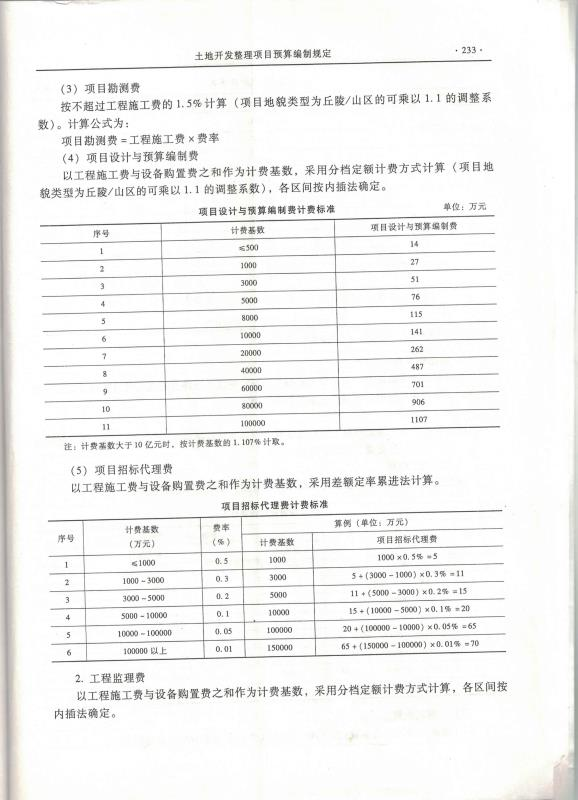 土地开发整理项目预算编制规定 ·233·
(3) 项目勘测费
按不超过工程施工费的 1.5% 计算 (项目地貌类型为丘陵/山区的可乘以 1.1 的调整系
数)。计算公式为:
项目勘测费 = 工程施工费 × 费率
(4) 项目设计与预算编制费
以工程施工费与设备购置费之和作为计费基数,采用分档定额计费方式计算 (项目地
貌类型为丘陵/山区的可乘以 1.1 的调整系数),各区间按内插法确定。
项目设计与预算编制费计费标准 单位: 万元
序号 计费基数 项目设计与预算编制费
1 ≤500 14
2 1000 27
3 3000 51
4 5000 76
5 8000 115
6 10000 141
7 20000 262
8 40000 487
9 60000 701
10 80000 906
11 100000 1107
注: 计费基数大于 10 亿元时,按计费基数的 1.107% 计取。
(5) 项目招标代理费
以工程施工费与设备购置费之和作为计费基数,采用差额定率累进法计算。
项目招标代理费计费标准
序号 计费基数 (万元) 费率 (%) 算例 (单位: 万元)
计费基数 项目招标代理费
1 ≤1000 0.5 1000 1000 × 0.5% = 5
2 1000~3000 0.3 3000 5 + (3000 - 1000) × 0.3% = 11
3 3000~5000 0.2 5000 11 + (5000 - 3000) × 0.2% = 15
4 5000~10000 0.1 10000 15 + (10000 - 5000) × 0.1% = 20
5 10000~100000 0.05 100000 20 + (100000 - 10000) × 0.05% = 65
6 100000 以上 0.01 150000 65 + (150000 - 100000) × 0.01% = 70
2. 工程监理费
以工程施工费与设备购置费之和作为计费基数,采用分档定额计费方式计算,各区间按
内插法确定。